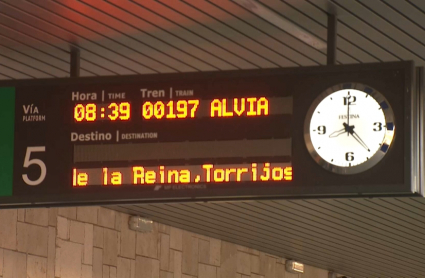 Hora | TIME Tren | TRAIN
08:39 00197 ALVIA
VÍA
PLATFORM
Destino | DESTINATION
5
le la Reina,Torrijos
12
9 3
FESTINA
6